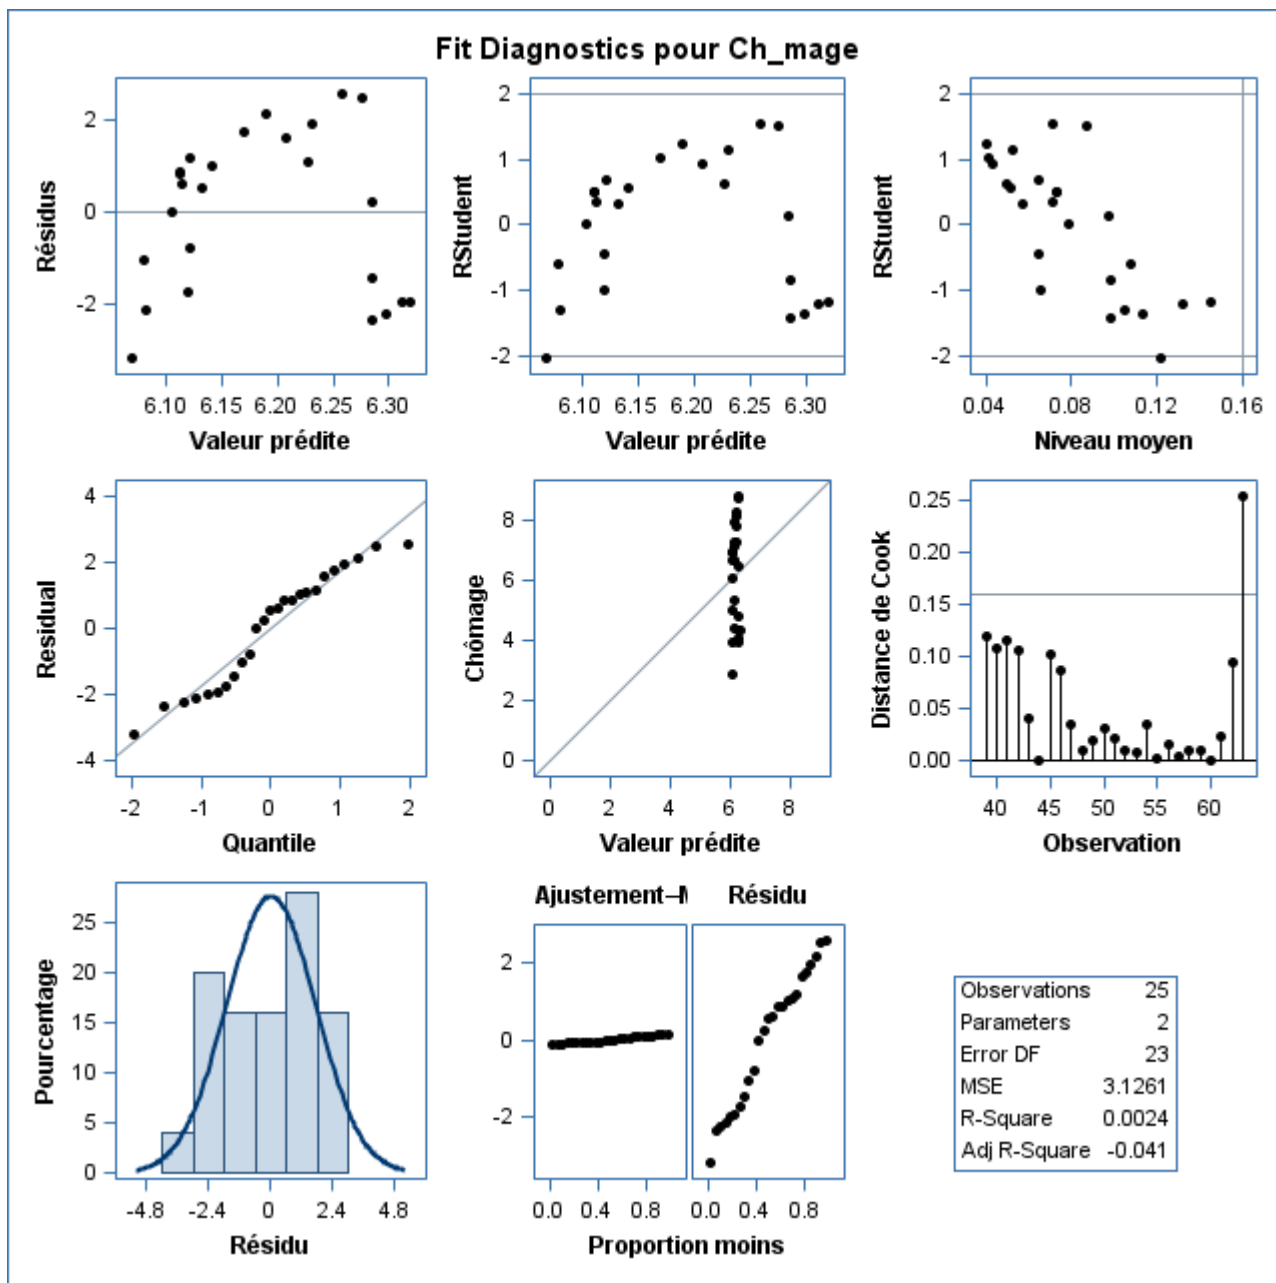 Fit Diagnostics pour Ch_mage
Résidus
2
0
-2
6.10 6.15 6.20 6.25 6.30
Valeur prédite
RStudent
2
1
0
-1
-2
6.10 6.15 6.20 6.25 6.30
Valeur prédite
RStudent
2
1
0
-1
-2
0.04 0.08 0.12 0.16
Niveau moyen
Residual
4
2
0
-2
-4
-2 -1 0 1 2
Quantile
Chômage
8
6
4
2
0
0 2 4 6 8
Valeur prédite
Distance de Cook
0.25
0.20
0.15
0.10
0.05
0.00
40 45 50 55 60
Observation
Pourcentage
25
20
15
10
5
0
-4.8 -2.4 0 2.4 4.8
Résidu
Ajustement–M Résidu
2
0
-2
0.0 0.4 0.8 0.0 0.4 0.8
Proportion moins
Observations 25
Parameters 2
Error DF 23
MSE 3.1261
R-Square 0.0024
Adj R-Square -0.041